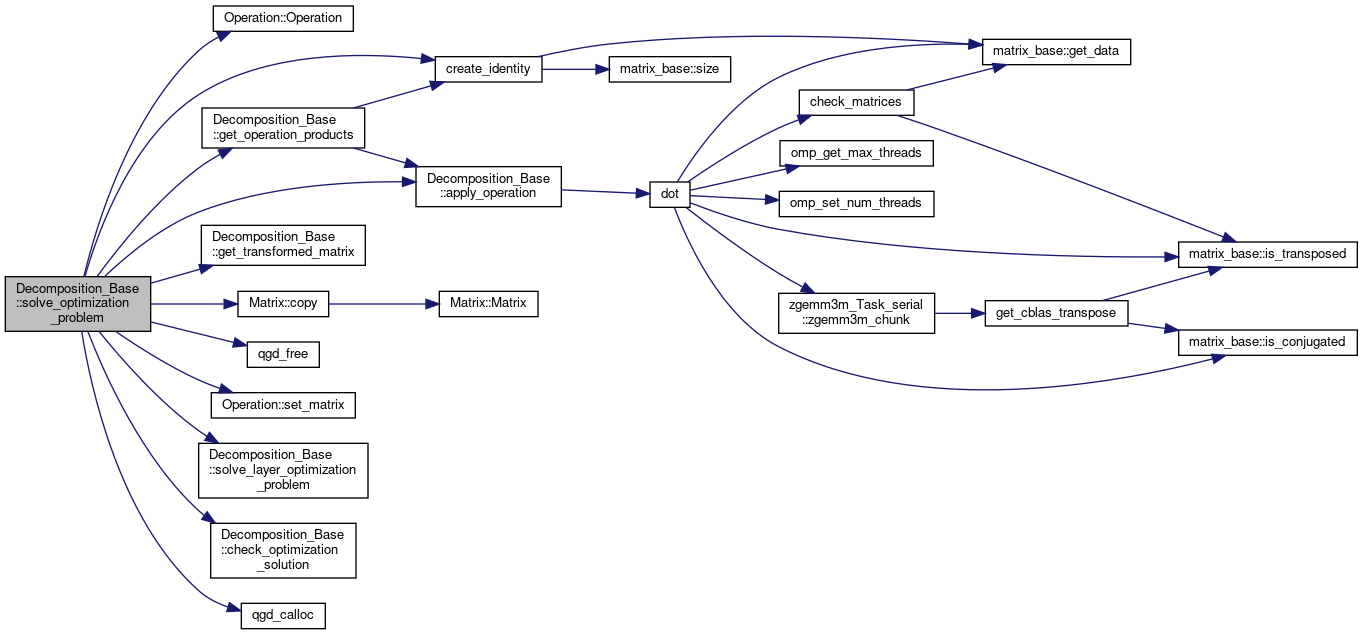 Operation::Operation
create_identity
matrix_base::size
matrix_base::get_data
check_matrices
Decomposition_Base
::get_operation_products
omp_get_max_threads
Decomposition_Base
::apply_operation
dot
omp_set_num_threads
Decomposition_Base
::get_transformed_matrix
matrix_base::is_transposed
Decomposition_Base
::solve_optimization
_problem
Matrix::copy
Matrix::Matrix
zgemm3m_Task_serial
::zgemm3m_chunk
get_cblas_transpose
matrix_base::is_conjugated
qgd_free
Operation::set_matrix
Decomposition_Base
::solve_layer_optimization
_problem
Decomposition_Base
::check_optimization
_solution
qgd_calloc